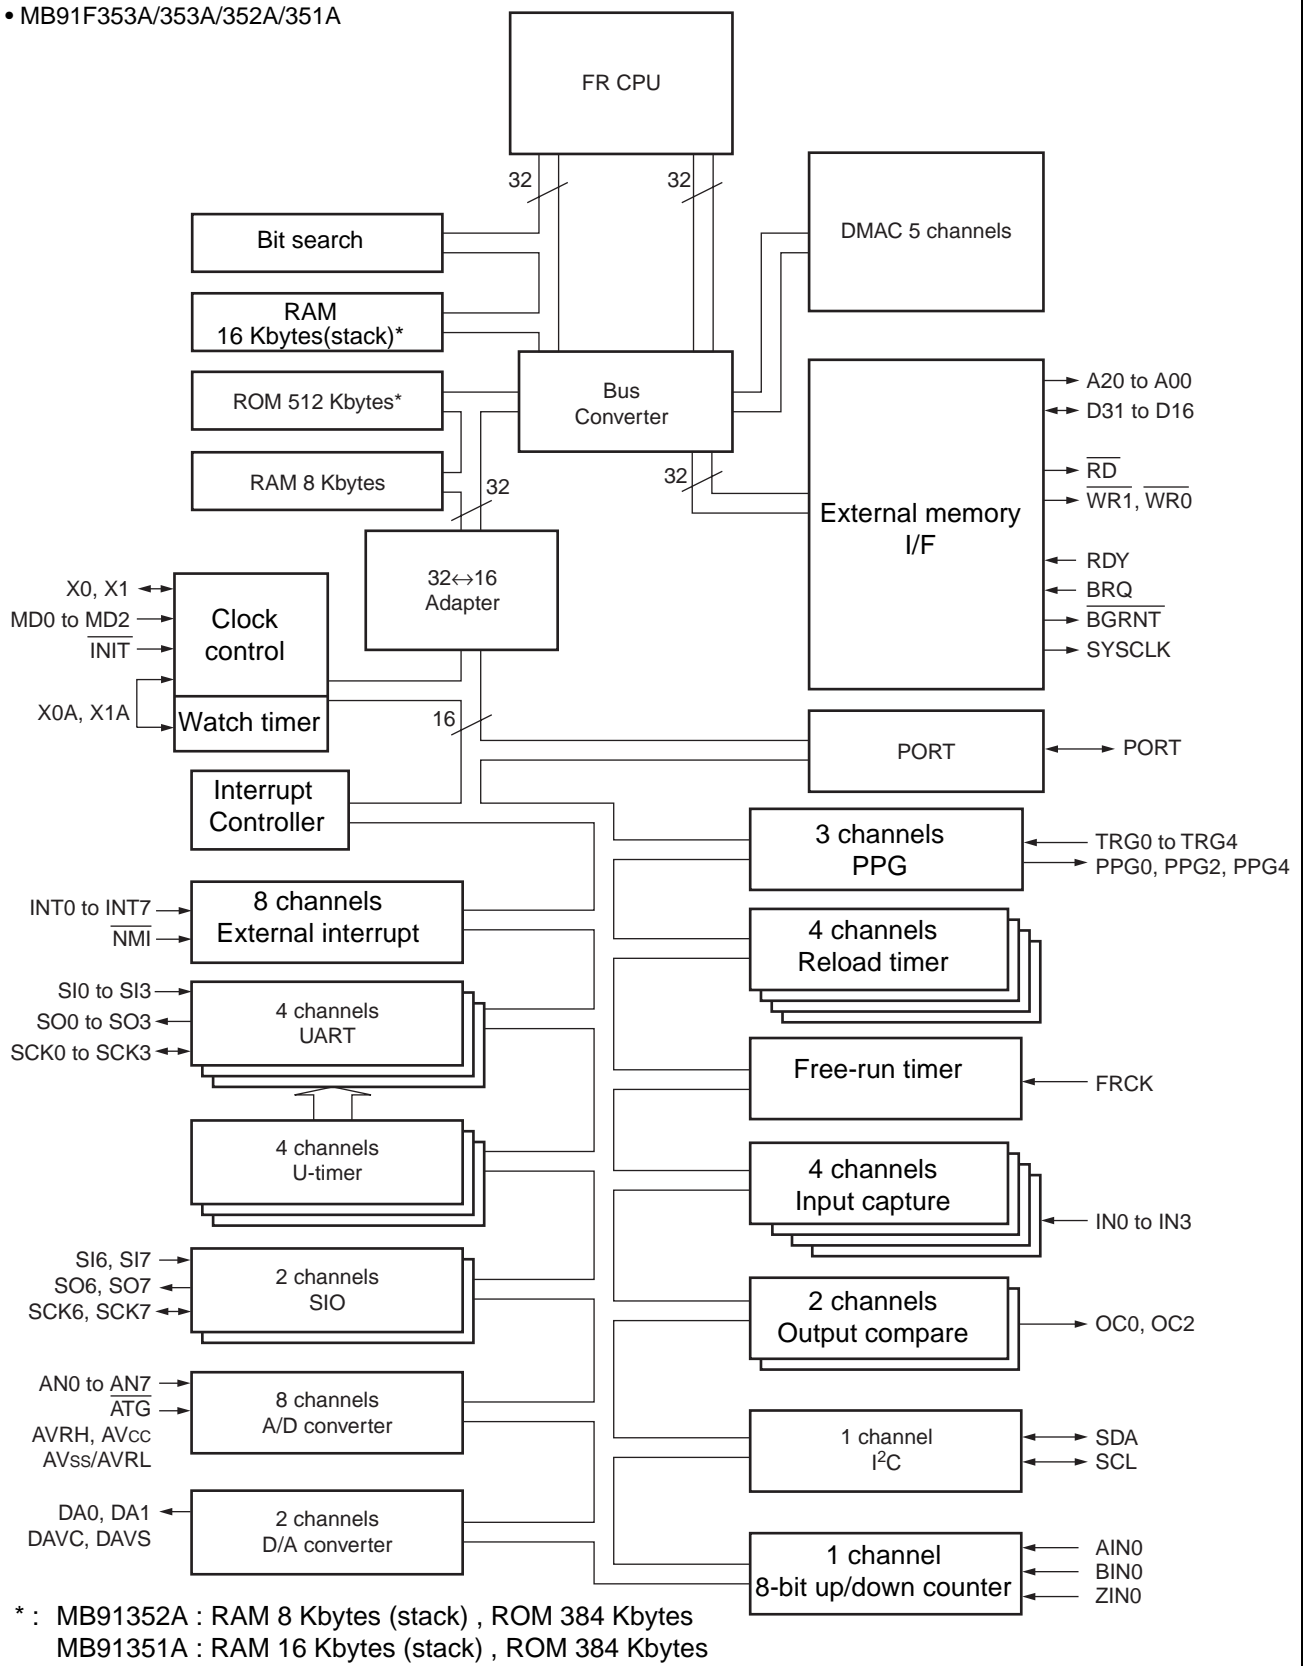 • MB91F353A/353A/352A/351A
FR CPU
32
32
DMAC 5 channels
Bit search
RAM
16 Kbytes(stack)*
ROM 512 Kbytes*
RAM 8 Kbytes
Bus
Converter
32
32
External memory
I/F
A20 to A00
D31 to D16
RD
WR1, WR0
RDY
BRQ
BGRNT
SYSCLK
32↔16
Adapter
X0, X1
MD0 to MD2
INIT
X0A, X1A
Clock
control
Watch timer
16
PORT
PORT
Interrupt
Controller
3 channels
PPG
TRG0 to TRG4
PPG0, PPG2, PPG4
INT0 to INT7
NMI
8 channels
External interrupt
4 channels
Reload timer
SI0 to SI3
SO0 to SO3
SCK0 to SCK3
4 channels
UART
Free-run timer
FRCK
4 channels
U-timer
4 channels
Input capture
IN0 to IN3
SI6, SI7
SO6, SO7
SCK6, SCK7
2 channels
SIO
2 channels
Output compare
OC0, OC2
AN0 to AN7
ATG
AVRH, AVcc
AVss/AVRL
8 channels
A/D converter
1 channel
I²C
SDA
SCL
DA0, DA1
DAVC, DAVS
2 channels
D/A converter
1 channel
8-bit up/down counter
AIN0
BIN0
ZIN0
* : MB91352A : RAM 8 Kbytes (stack) , ROM 384 Kbytes
MB91351A : RAM 16 Kbytes (stack) , ROM 384 Kbytes